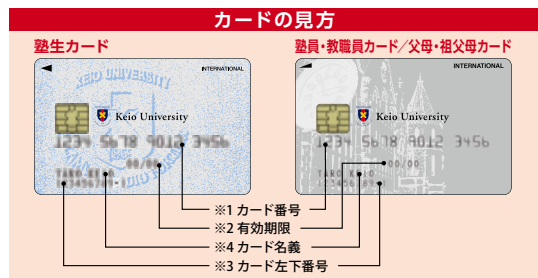 カードの見方
塾生カード
塾員・教職員カード／父母・祖父母カード
KEIO UNIVERSITY
INTERNATIONAL
Keio University
1234 5678 9012 3456
00/00
TARO KEIO
123456789-1
INTERNATIONAL
Keio University
1234 5678 9012 3456
00/00
TARO KEIO
123456789-1
※1 カード番号
※2 有効期限
※4 カード名義
※3 カード左下番号